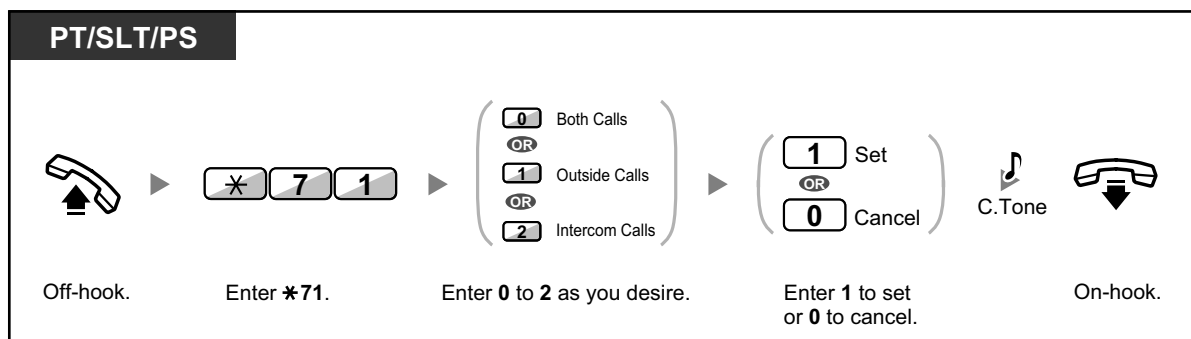 PT/SLT/PS
0 Both Calls
OR
1 Outside Calls
OR
2 Intercom Calls
1 Set
OR
0 Cancel
✳ 7 1
C.Tone
Off-hook.
Enter ✳71.
Enter 0 to 2 as you desire.
Enter 1 to set
or 0 to cancel.
On-hook.